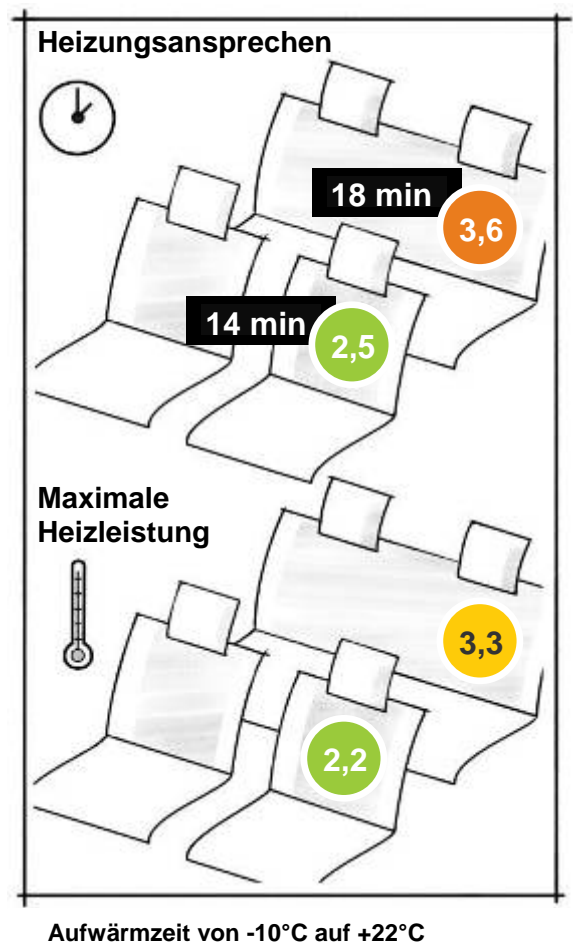 Heizungsansprechen
18 min
3,6
14 min
2,5
Maximale
Heizleistung
3,3
2,2
Aufwärmzeit von -10°C auf +22°C